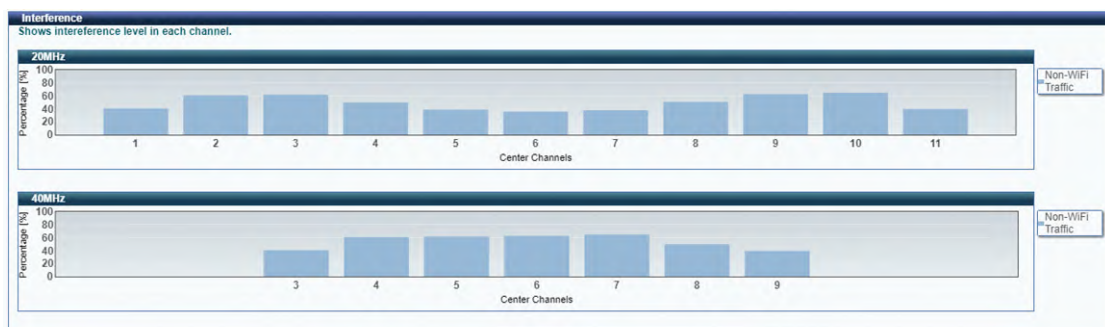 Interference
Shows intereference level in each channel.
20MHz
Percentage [%]
100
80
60
40
20
0
1 2 3 4 5 6 7 8 9 10 11
Center Channels
Non-WiFi
Traffic
40MHz
Percentage [%]
100
80
60
40
20
0
3 4 5 6 7 8 9
Center Channels
Non-WiFi
Traffic